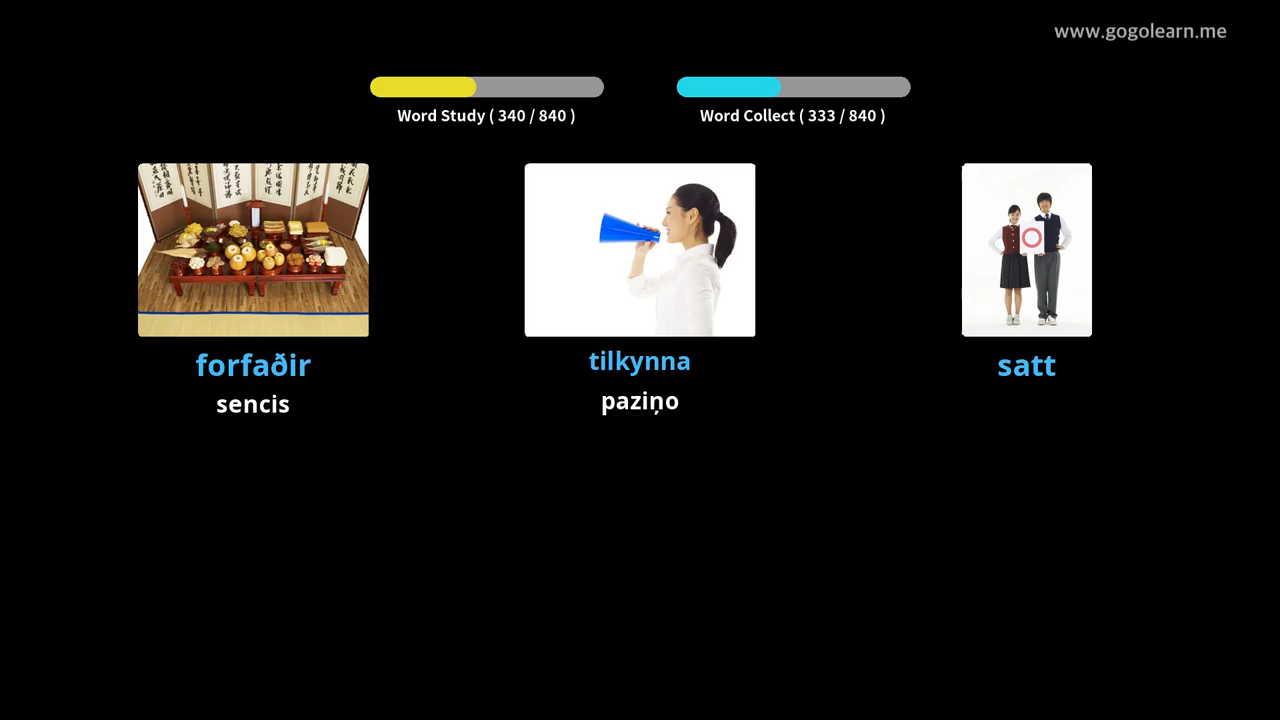 www.gogolearn.me
Word Study ( 340 / 840 )
Word Collect ( 333 / 840 )
forfaðir
sencis
tilkynna
paziņo
satt